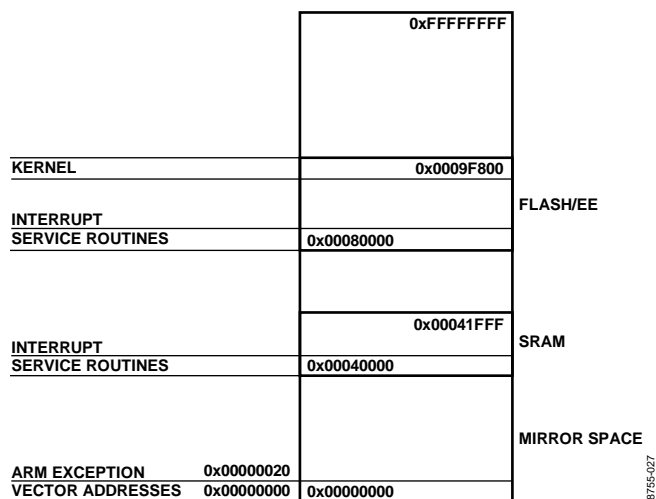 0xFFFFFFFF
KERNEL 0x0009F800
FLASH/EE
INTERRUPT
SERVICE ROUTINES 0x00080000
0x00041FFF
SRAM
INTERRUPT
SERVICE ROUTINES 0x00040000
MIRROR SPACE
ARM EXCEPTION 0x00000020
VECTOR ADDRESSES 0x00000000 0x00000000
8755-027